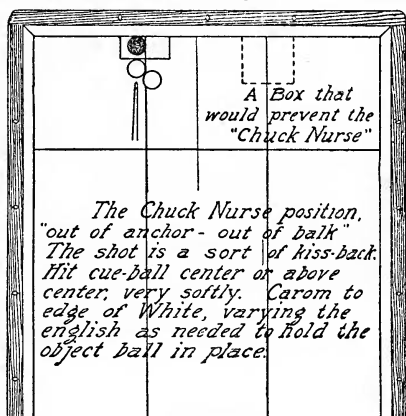 A Box that
would prevent the
"Chuck Nurse"
The Chuck Nurse position,
"out of anchor - out of balk"
The shot is a sort of kiss-back.
Hit cue-ball center or above
center, very softly. Carom to
edge of White, varying the
english as needed to hold the
object ball in place.